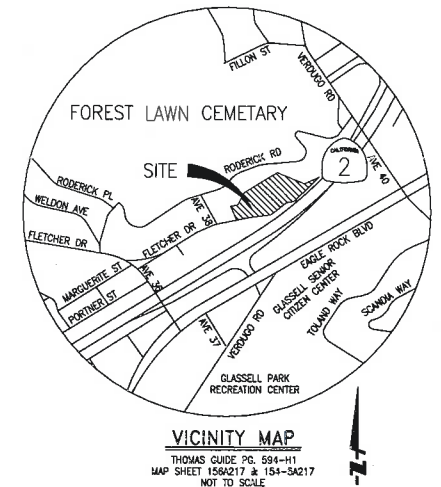 FILLON ST
VERDUGO RD
FOREST LAWN CEMETARY
CALIFORNIA
2
AVE 40
SITE
RODERICK RD
RODERICK PL
WELDON AVE
AVE 38
FLETCHER DR
FLETCHER DR
EAGLE ROCK BLVD
MARGUERITE ST
AVE 36
PORTNER ST
GLASSELL SENIOR
CITIZEN CENTER
TOLAND WAY
SCANDIA WAY
AVE 37
VERDUGO RD
GLASSELL PARK
RECREATION CENTER
VICINITY MAP
THOMAS GUIDE PG. 594-H1
MAP SHEET 156A217 & 154-5A217
NOT TO SCALE
N